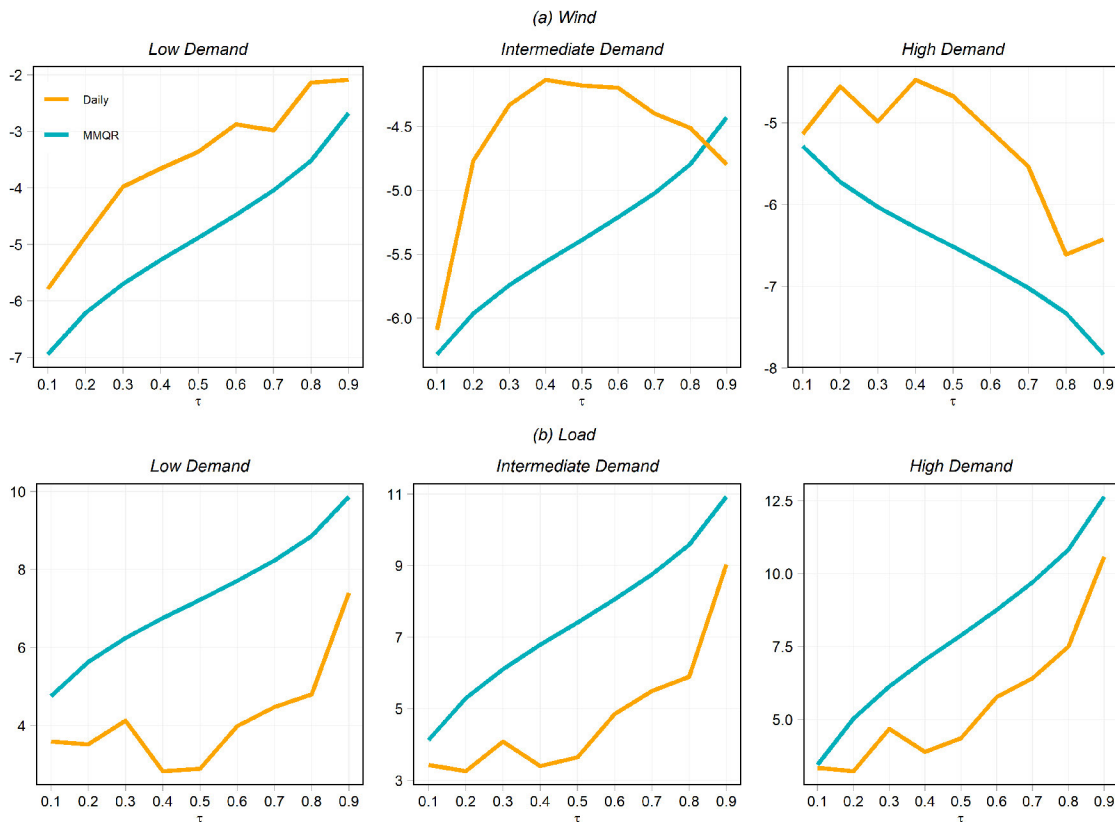 (a) Wind
Low Demand
Intermediate Demand
High Demand
-2
-3
-4
-5
-6
-7
Daily
MMQR
0.1 0.2 0.3 0.4 0.5 0.6 0.7 0.8 0.9
τ
-4.5
-5.0
-5.5
-6.0
0.1 0.2 0.3 0.4 0.5 0.6 0.7 0.8 0.9
τ
-5
-6
-7
-8
0.1 0.2 0.3 0.4 0.5 0.6 0.7 0.8 0.9
τ
(b) Load
Low Demand
Intermediate Demand
High Demand
10
8
6
4
0.1 0.2 0.3 0.4 0.5 0.6 0.7 0.8 0.9
τ
11
9
7
5
3
0.1 0.2 0.3 0.4 0.5 0.6 0.7 0.8 0.9
τ
12.5
10.0
7.5
5.0
0.1 0.2 0.3 0.4 0.5 0.6 0.7 0.8 0.9
τ